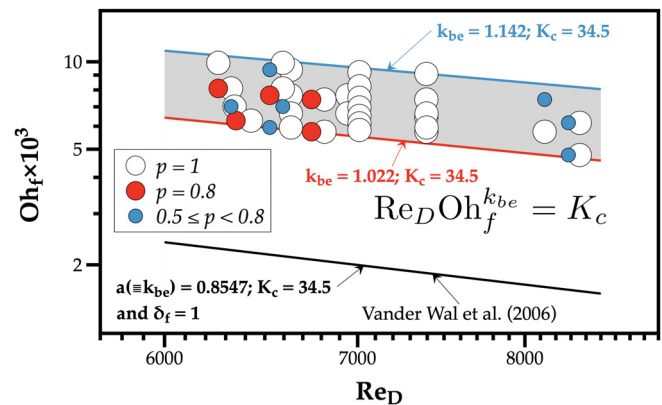 k_be = 1.142; K_c = 34.5
10
5
2
Oh_f×10^3
p = 1
p = 0.8
0.5 ≤ p < 0.8
k_be = 1.022; K_c = 34.5
Re_D Oh_f^{k_be} = K_c
a(≡k_be) = 0.8547; K_c = 34.5
and δ_f = 1
Vander Wal et al. (2006)
6000 7000 8000
Re_D